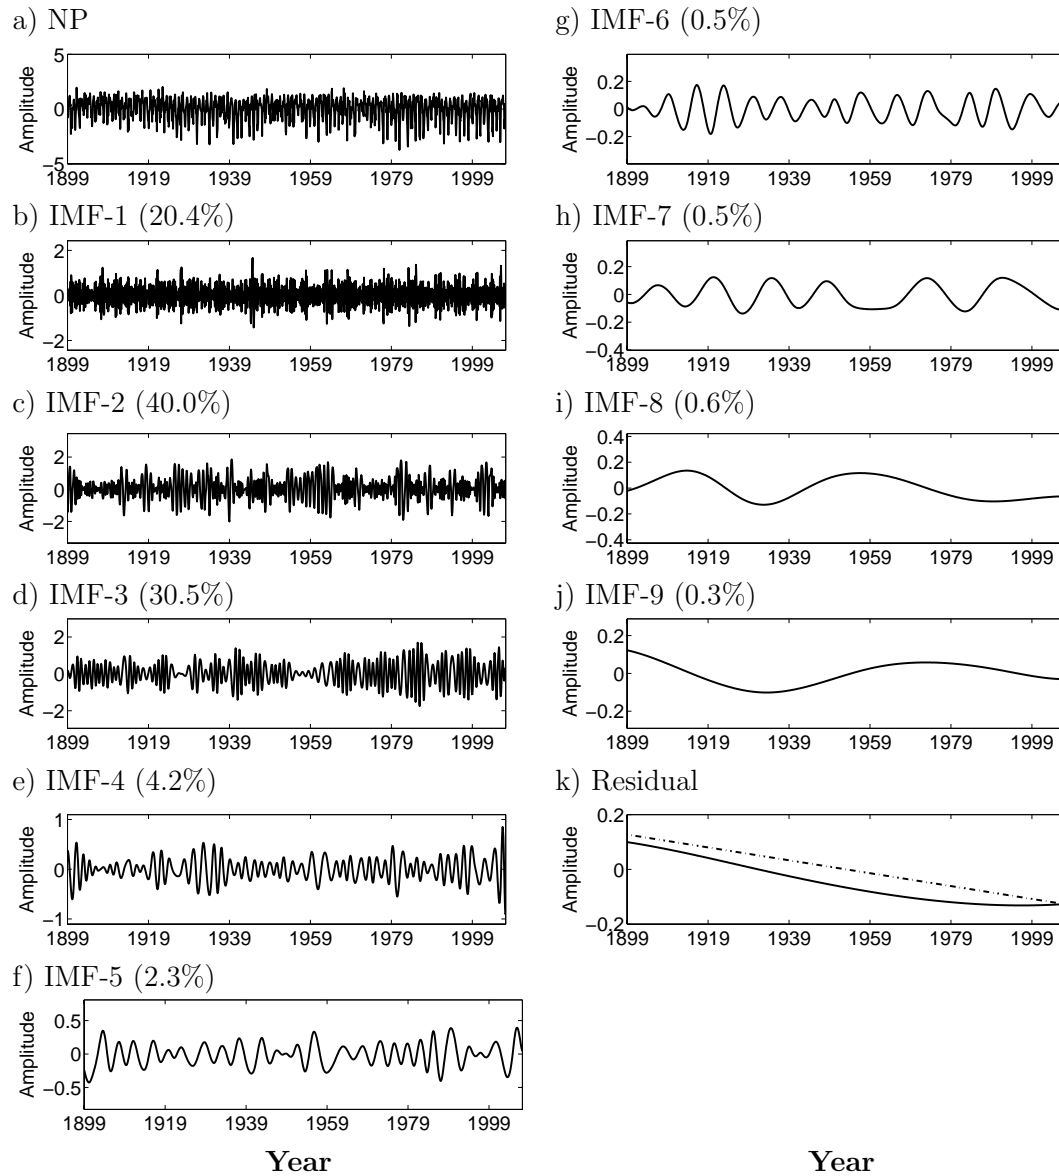 a) NP
Amplitude
5
0
−5
1899 1919 1939 1959 1979 1999
b) IMF-1 (20.4%)
Amplitude
2
0
−2
1899 1919 1939 1959 1979 1999
c) IMF-2 (40.0%)
Amplitude
2
0
−2
1899 1919 1939 1959 1979 1999
d) IMF-3 (30.5%)
Amplitude
2
0
−2
1899 1919 1939 1959 1979 1999
e) IMF-4 (4.2%)
Amplitude
1
0
−1
1899 1919 1939 1959 1979 1999
f) IMF-5 (2.3%)
Amplitude
0.5
0
−0.5
1899 1919 1939 1959 1979 1999
Year
g) IMF-6 (0.5%)
Amplitude
0.2
0
−0.2
1899 1919 1939 1959 1979 1999
h) IMF-7 (0.5%)
Amplitude
0.2
0
−0.2
−0.4
1899 1919 1939 1959 1979 1999
i) IMF-8 (0.6%)
Amplitude
0.4
0.2
0
−0.2
−0.4
1899 1919 1939 1959 1979 1999
j) IMF-9 (0.3%)
Amplitude
0.2
0
−0.2
1899 1919 1939 1959 1979 1999
k) Residual
Amplitude
0.2
0
−0.2
1899 1919 1939 1959 1979 1999
Year